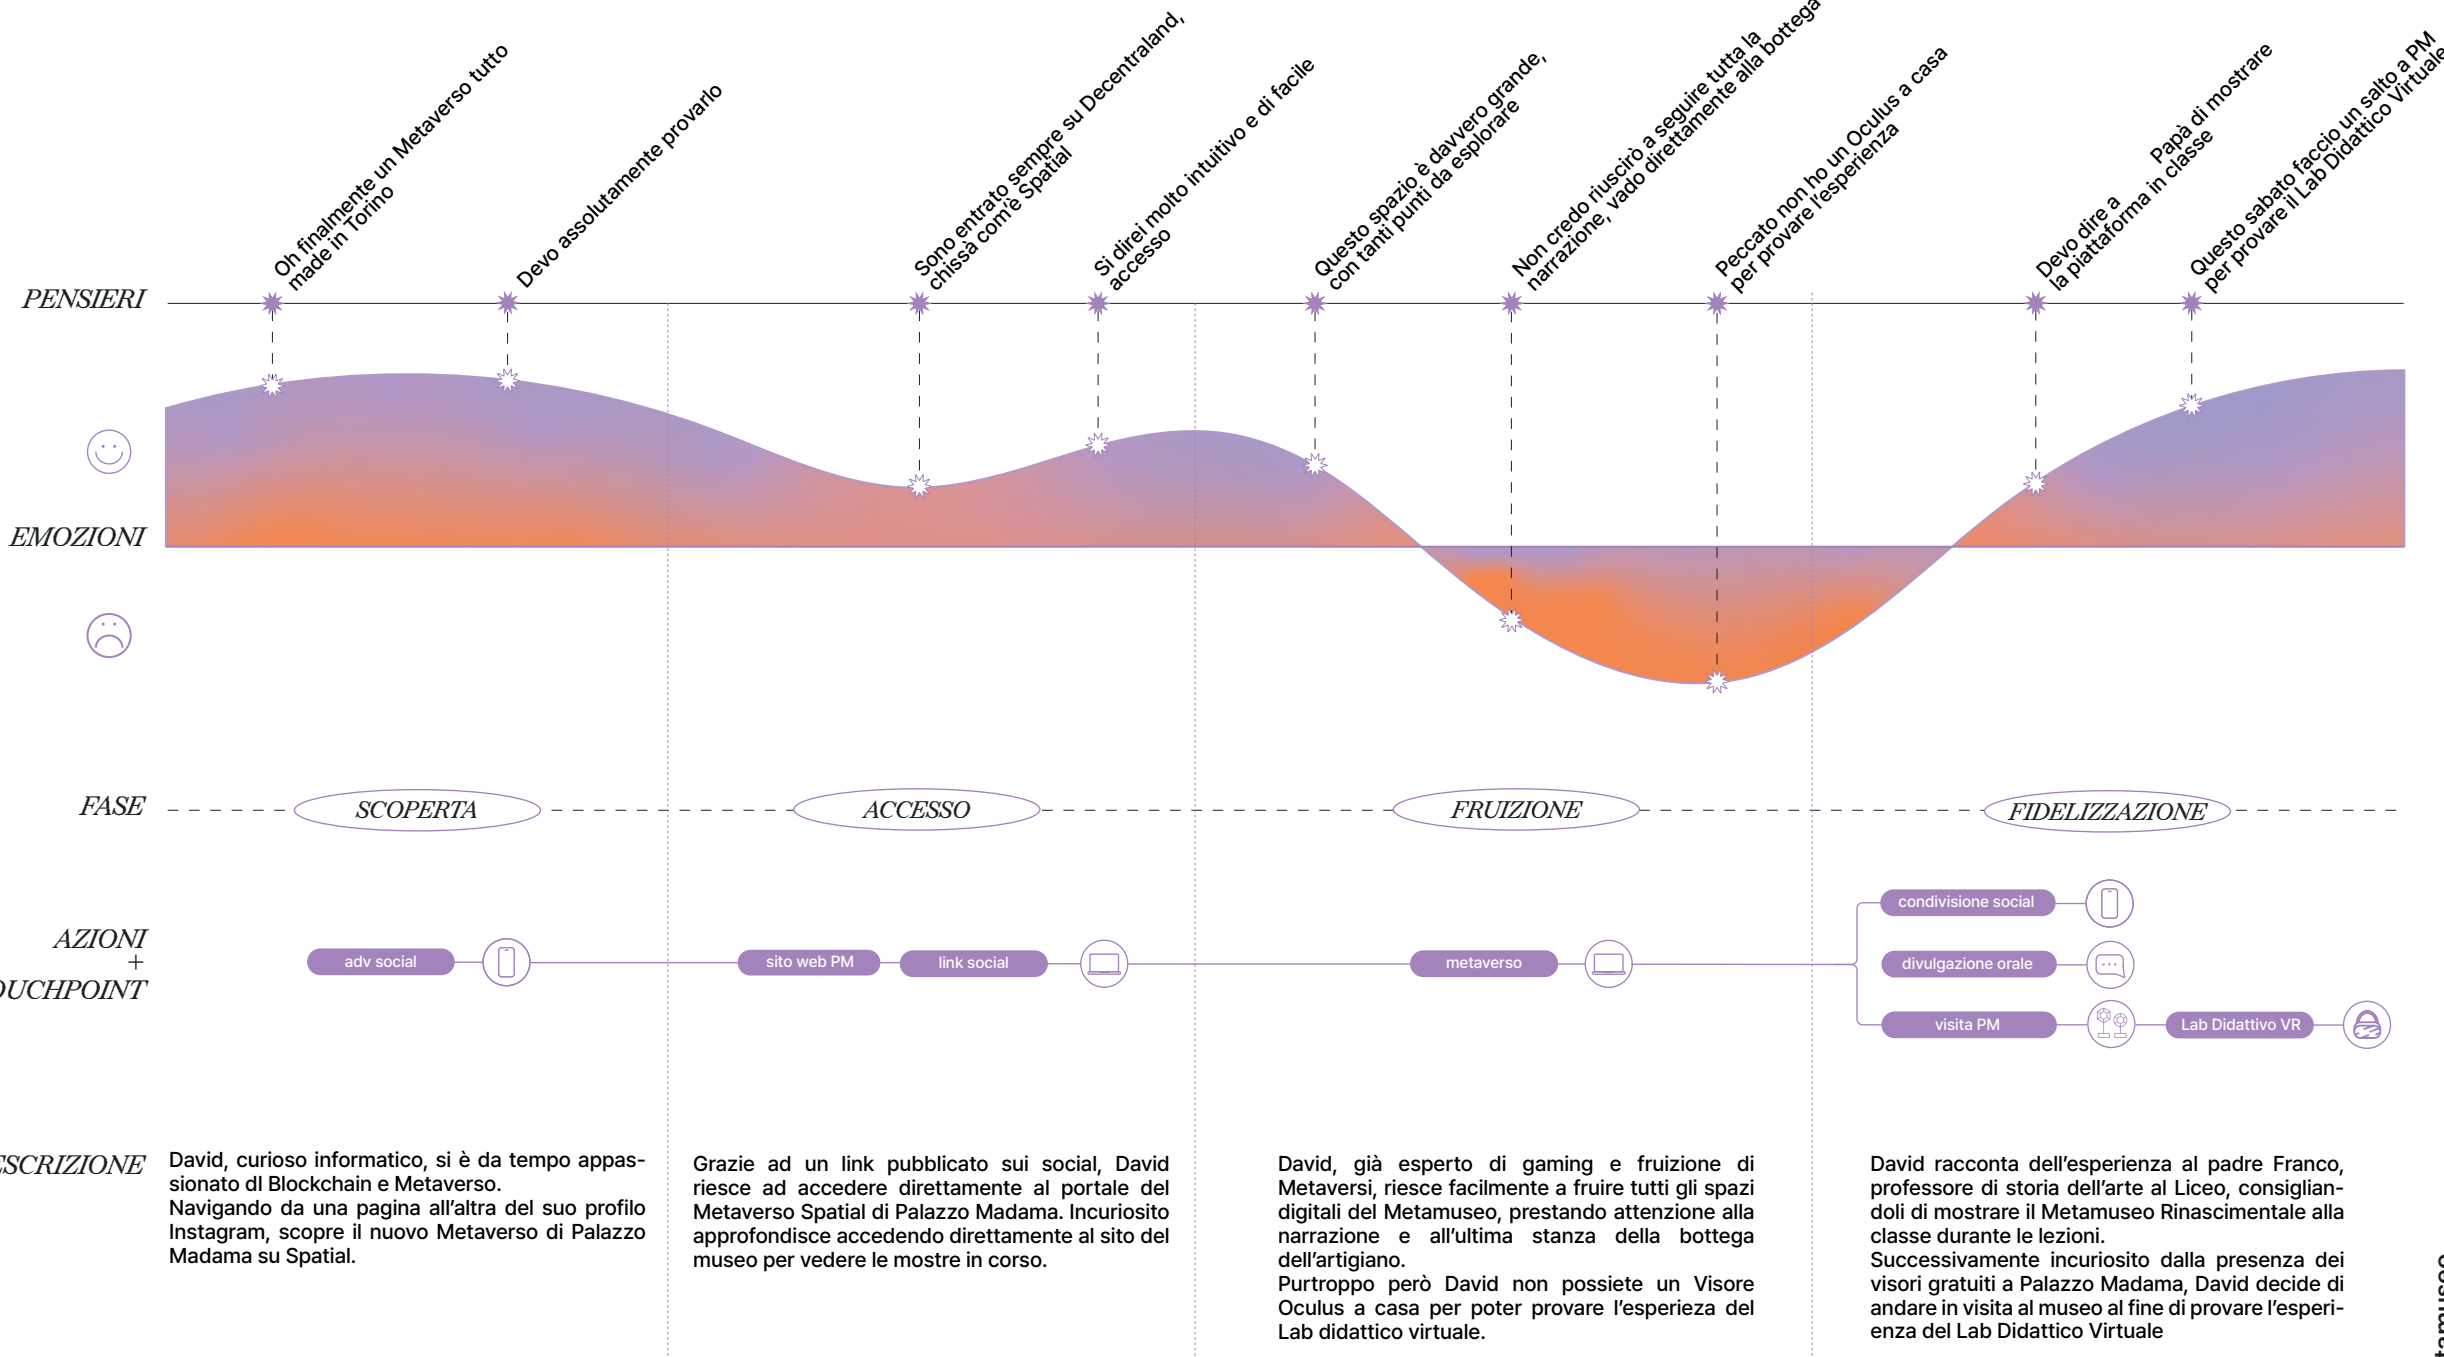 Oh finalmente un Metaverso tutto
made in Torino
Devo assolutamente provarlo
Sono entrato sempre su Decentraland,
chissà com'è Spatial
Si direi molto intuitivo e di facile
accesso
Questo spazio è davvero grande,
con tanti punti da esplorare
Non credo riuscirò a seguire tutta la
narrazione, vado direttamente alla bottega
Peccato non ho un Oculus a casa
per provare l'esperienza
Devo dire a Papà di mostrare
la piattaforma in classe
Questo sabato faccio un salto a PM
per provare il Lab Didattico Virtuale
PENSIERI
EMOZIONI
FASE
SCOPERTA
ACCESSO
FRUIZIONE
FIDELIZZAZIONE
AZIONI
+
OUCHPOINT
adv social
sito web PM
link social
metaverso
condivisione social
divulgazione orale
visita PM
Lab Didattivo VR
ESCRIZIONE
David, curioso informatico, si è da tempo appas-
sionato dI Blockchain e Metaverso.
Navigando da una pagina all'altra del suo profilo
Instagram, scopre il nuovo Metaverso di Palazzo
Madama su Spatial.
Grazie ad un link pubblicato sui social, David
riesce ad accedere direttamente al portale del
Metaverso Spatial di Palazzo Madama. Incuriosito
approfondisce accedendo direttamente al sito del
museo per vedere le mostre in corso.
David, già esperto di gaming e fruizione di
Metaversi, riesce facilmente a fruire tutti gli spazi
digitali del Metamuseo, prestando attenzione alla
narrazione e all'ultima stanza della bottega
dell'artigiano.
Purtroppo però David non possiete un Visore
Oculus a casa per poter provare l'esperieza del
Lab didattico virtuale.
David racconta dell'esperienza al padre Franco,
professore di storia dell'arte al Liceo, consiglian-
doli di mostrare il Metamuseo Rinascimentale alla
classe durante le lezioni.
Successivamente incuriosito dalla presenza dei
visori gratuiti a Palazzo Madama, David decide di
andare in visita al museo al fine di provare l'esperi-
enza del Lab Didattico Virtuale
tamuseo